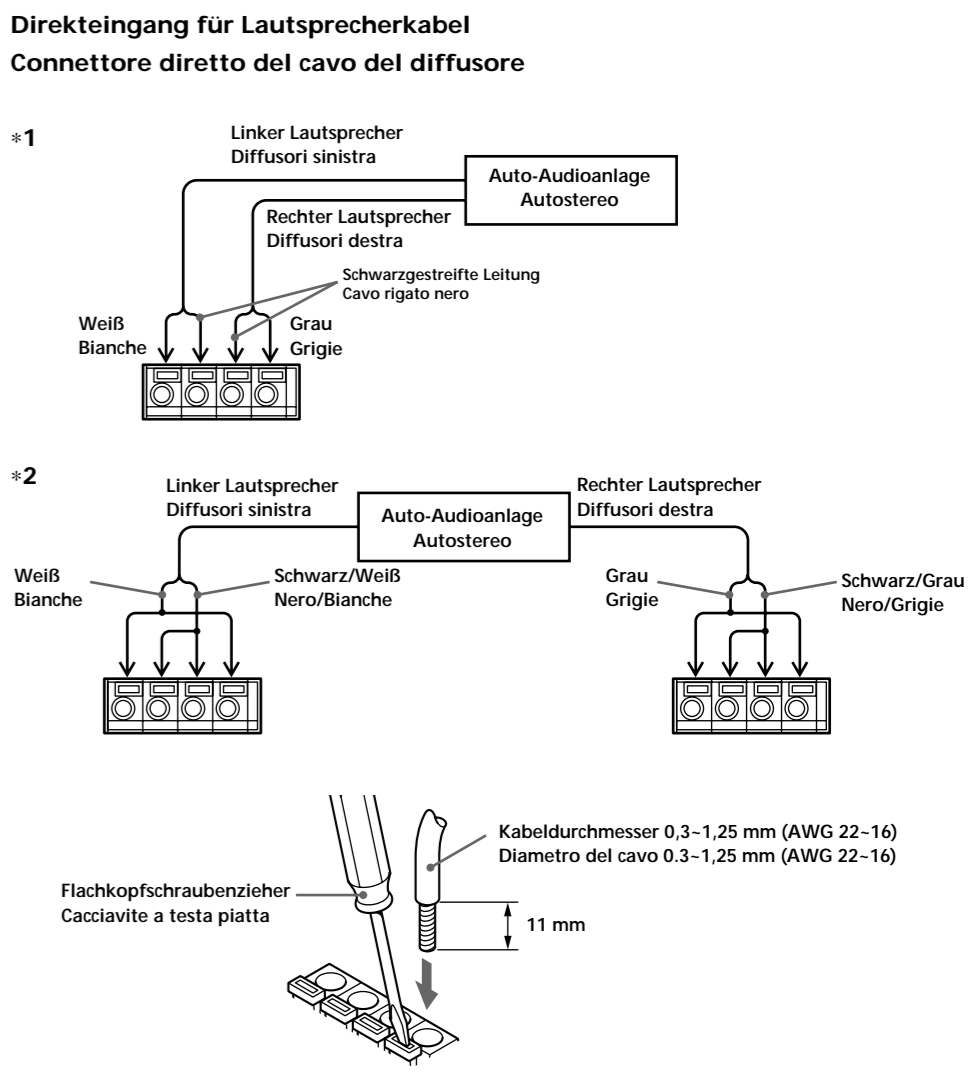 Direkteingang für Lautsprecherkabel
Connettore diretto del cavo del diffusore
*1
Linker Lautsprecher
Diffusori sinistra
Auto-Audioanlage
Autostereo
Rechter Lautsprecher
Diffusori destra
Schwarzgestreifte Leitung
Cavo rigato nero
Weiß
Bianche
Grau
Grigie
*2
Linker Lautsprecher
Diffusori sinistra
Auto-Audioanlage
Autostereo
Rechter Lautsprecher
Diffusori destra
Weiß
Bianche
Schwarz/Weiß
Nero/Bianche
Grau
Grigie
Schwarz/Grau
Nero/Grigie
Kabeldurchmesser 0,3~1,25 mm (AWG 22~16)
Diametro del cavo 0.3~1,25 mm (AWG 22~16)
Flachkopfschraubenzieher
Cacciavite a testa piatta
11 mm